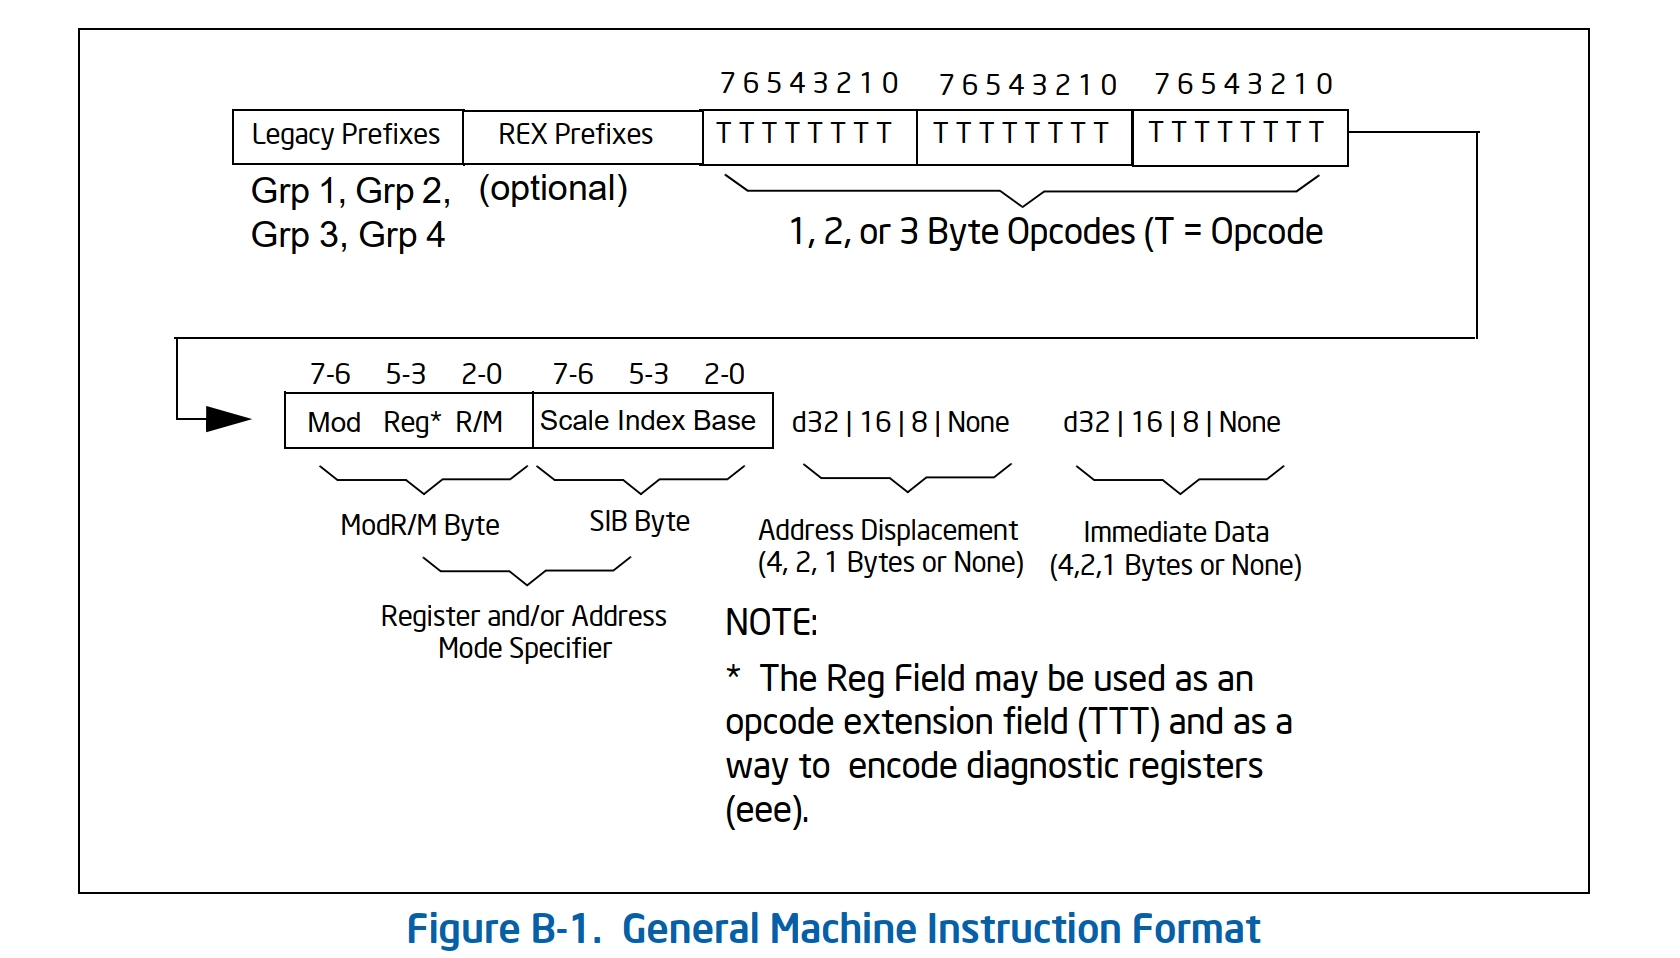 7 6 5 4 3 2 1 0 7 6 5 4 3 2 1 0 7 6 5 4 3 2 1 0
Legacy Prefixes REX Prefixes T T T T T T T T T T T T T T T T T T T T T T T T
Grp 1, Grp 2, (optional)
Grp 3, Grp 4
1, 2, or 3 Byte Opcodes (T = Opcode
7-6 5-3 2-0 7-6 5-3 2-0
Mod Reg* R/M Scale Index Base d32 | 16 | 8 | None d32 | 16 | 8 | None
ModR/M Byte SIB Byte Address Displacement Immediate Data
(4, 2, 1 Bytes or None) (4,2,1 Bytes or None)
Register and/or Address
Mode Specifier
NOTE:
* The Reg Field may be used as an
opcode extension field (TTT) and as a
way to encode diagnostic registers
(eee).
Figure B-1. General Machine Instruction Format